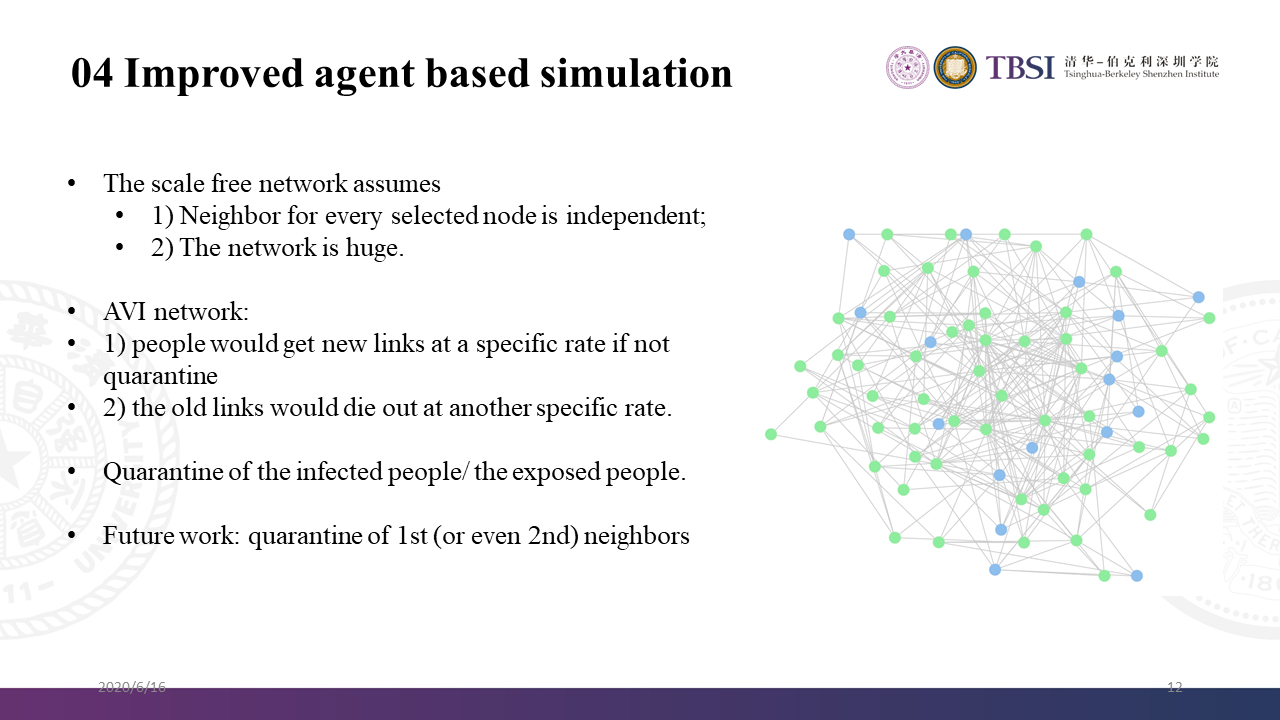 04 Improved agent based simulation
TBSI
清华-伯克利深圳学院
Tsinghua-Berkeley Shenzhen Institute
• The scale free network assumes
• 1) Neighbor for every selected node is independent;
• 2) The network is huge.
• AVI network:
• 1) people would get new links at a specific rate if not
quarantine
• 2) the old links would die out at another specific rate.
• Quarantine of the infected people/ the exposed people.
• Future work: quarantine of 1st (or even 2nd) neighbors
2020/6/16
12